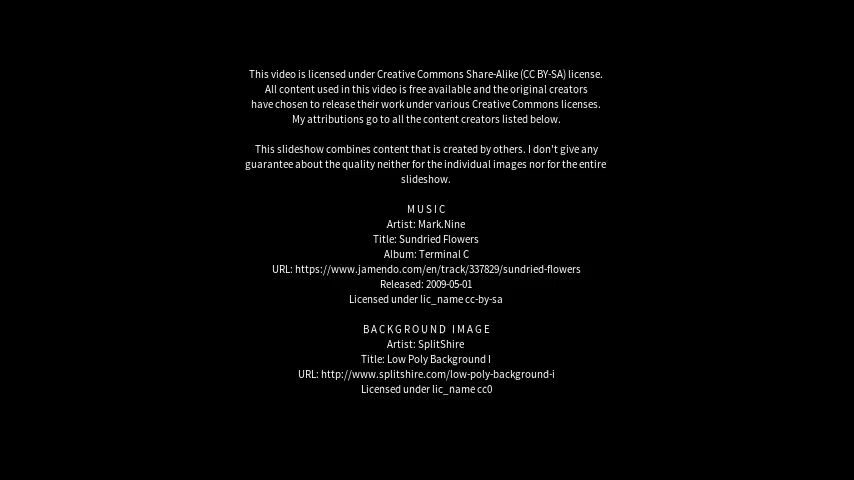 This video is licensed under Creative Commons Share-Alike (CC BY-SA) license.
All content used in this video is free available and the original creators
have chosen to release their work under various Creative Commons licenses.
My attributions go to all the content creators listed below.
This slideshow combines content that is created by others. I don't give any
guarantee about the quality neither for the individual images nor for the entire
slideshow.
MUSIC
Artist: Mark.Nine
Title: Sundried Flowers
Album: Terminal C
URL: https://www.jamendo.com/en/track/337829/sundried-flowers
Released: 2009-05-01
Licensed under lic_name cc-by-sa
BACKGROUND IMAGE
Artist: SplitShire
Title: Low Poly Background I
URL: http://www.splitshire.com/low-poly-background-i
Licensed under lic_name cc0